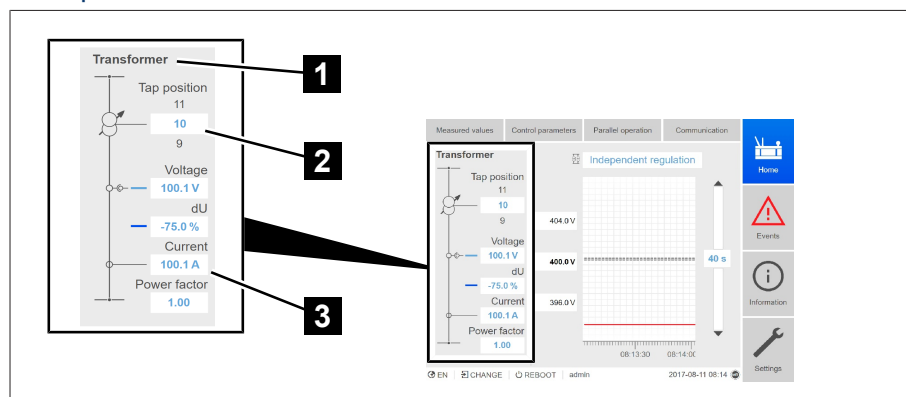 Transformer
Tap position
11
10
9
Voltage
100.1 V
dU
-75.0 %
Current
100.1 A
Power factor
1.00
1
2
3
Measured values
Control parameters
Parallel operation
Communication
Transformer
Tap position
11
10
9
Voltage
100.1 V
dU
-75.0 %
Current
100.1 A
Power factor
1.00
Independent regulation
404.0 V
400.0 V
396.0 V
40 s
08:13:30
08:14:00
Home
Events
Information
Settings
EN
CHANGE
REBOOT
admin
2017-08-11 08:14